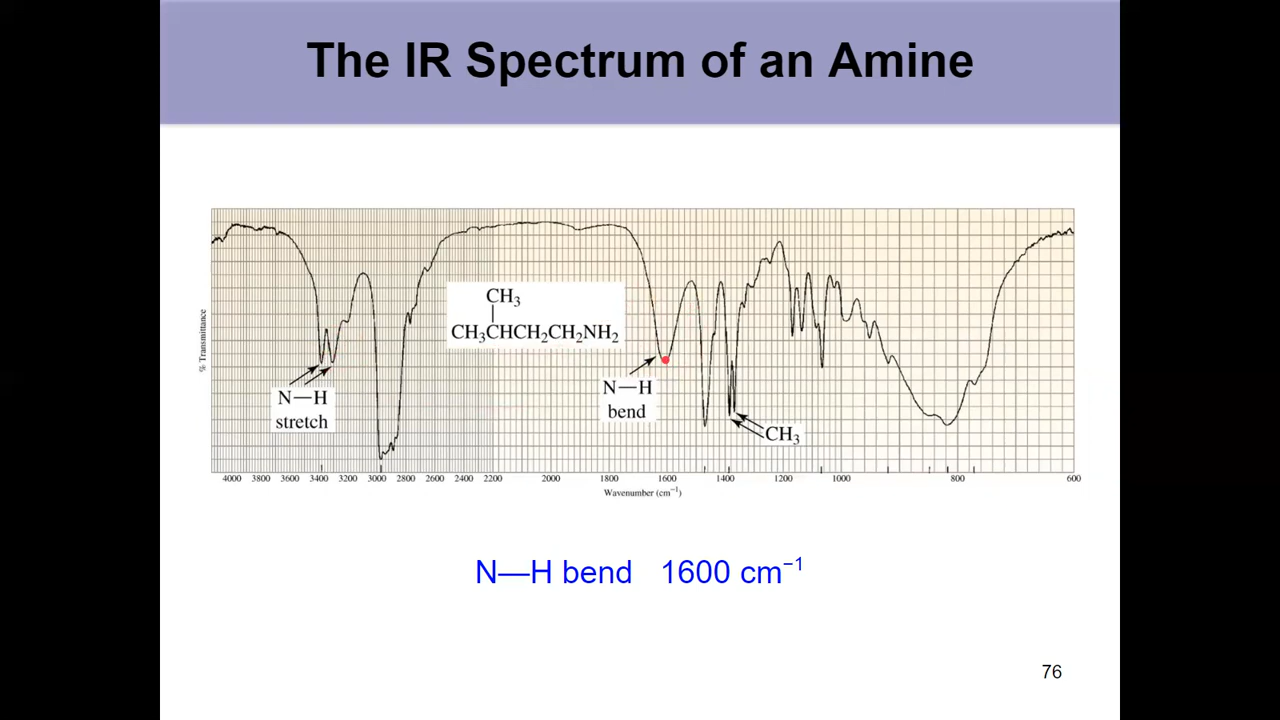 The IR Spectrum of an Amine
% Transmittance
CH₃
CH₃CHCH₂CH₂NH₂
N—H
stretch
N—H
bend
CH₃
4000 3800 3600 3400 3200 3000 2800 2600 2400 2200 2000 1800 1600 1400 1200 1000 800 600
Wavenumber (cm⁻¹)
N—H bend 1600 cm⁻¹
76